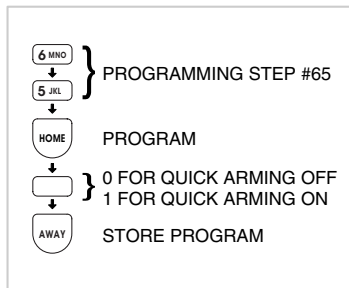 6 MNO
PROGRAMMING STEP #65
5 JKL
HOME PROGRAM
0 FOR QUICK ARMING OFF
1 FOR QUICK ARMING ON
AWAY STORE PROGRAM